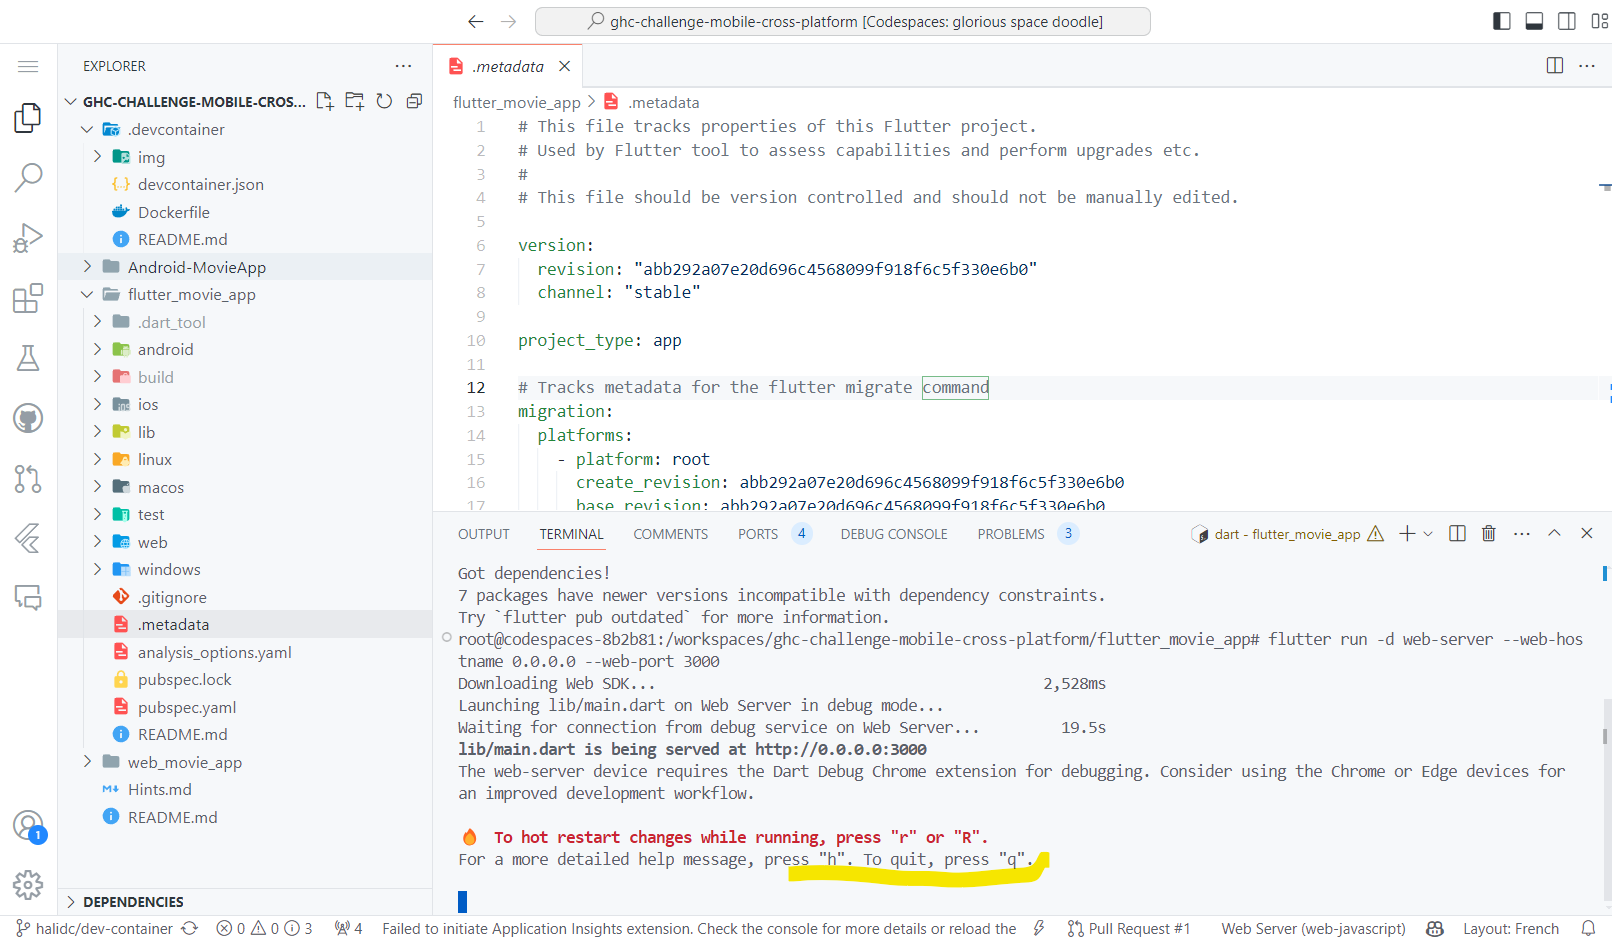 ghc-challenge-mobile-cross-platform [Codespaces: glorious space doodle]
EXPLORER
GHC-CHALLENGE-MOBILE-CROS...
.devcontainer
img
devcontainer.json
Dockerfile
README.md
Android-MovieApp
flutter_movie_app
.dart_tool
android
build
ios
lib
linux
macos
test
web
windows
.gitignore
.metadata
analysis_options.yaml
pubspec.lock
pubspec.yaml
README.md
web_movie_app
Hints.md
README.md
DEPENDENCIES
1
.metadata
flutter_movie_app > .metadata
1 # This file tracks properties of this Flutter project.
2 # Used by Flutter tool to assess capabilities and perform upgrades etc.
3 #
4 # This file should be version controlled and should not be manually edited.
5
6 version:
7 revision: "abb292a07e20d696c4568099f918f6c5f330e6b0"
8 channel: "stable"
9
10 project_type: app
11
12 # Tracks metadata for the flutter migrate command
13 migration:
14 platforms:
15 - platform: root
16 create_revision: abb292a07e20d696c4568099f918f6c5f330e6b0
17 base_revision: abb292a07e20d696c4568099f918f6c5f330e6b0
OUTPUT TERMINAL COMMENTS PORTS 4 DEBUG CONSOLE PROBLEMS 3 dart - flutter_movie_app
Got dependencies!
7 packages have newer versions incompatible with dependency constraints.
Try `flutter pub outdated` for more information.
root@codespaces-8b2b81:/workspaces/ghc-challenge-mobile-cross-platform/flutter_movie_app# flutter run -d web-server --web-hos
tname 0.0.0.0 --web-port 3000
Downloading Web SDK... 2,528ms
Launching lib/main.dart on Web Server in debug mode...
Waiting for connection from debug service on Web Server... 19.5s
lib/main.dart is being served at http://0.0.0.0:3000
The web-server device requires the Dart Debug Chrome extension for debugging. Consider using the Chrome or Edge devices for
an improved development workflow.
To hot restart changes while running, press "r" or "R".
For a more detailed help message, press "h". To quit, press "q".
halidc/dev-container 0 0 3 4 Failed to initiate Application Insights extension. Check the console for more details or reload the Pull Request #1 Web Server (web-javascript) Layout: French